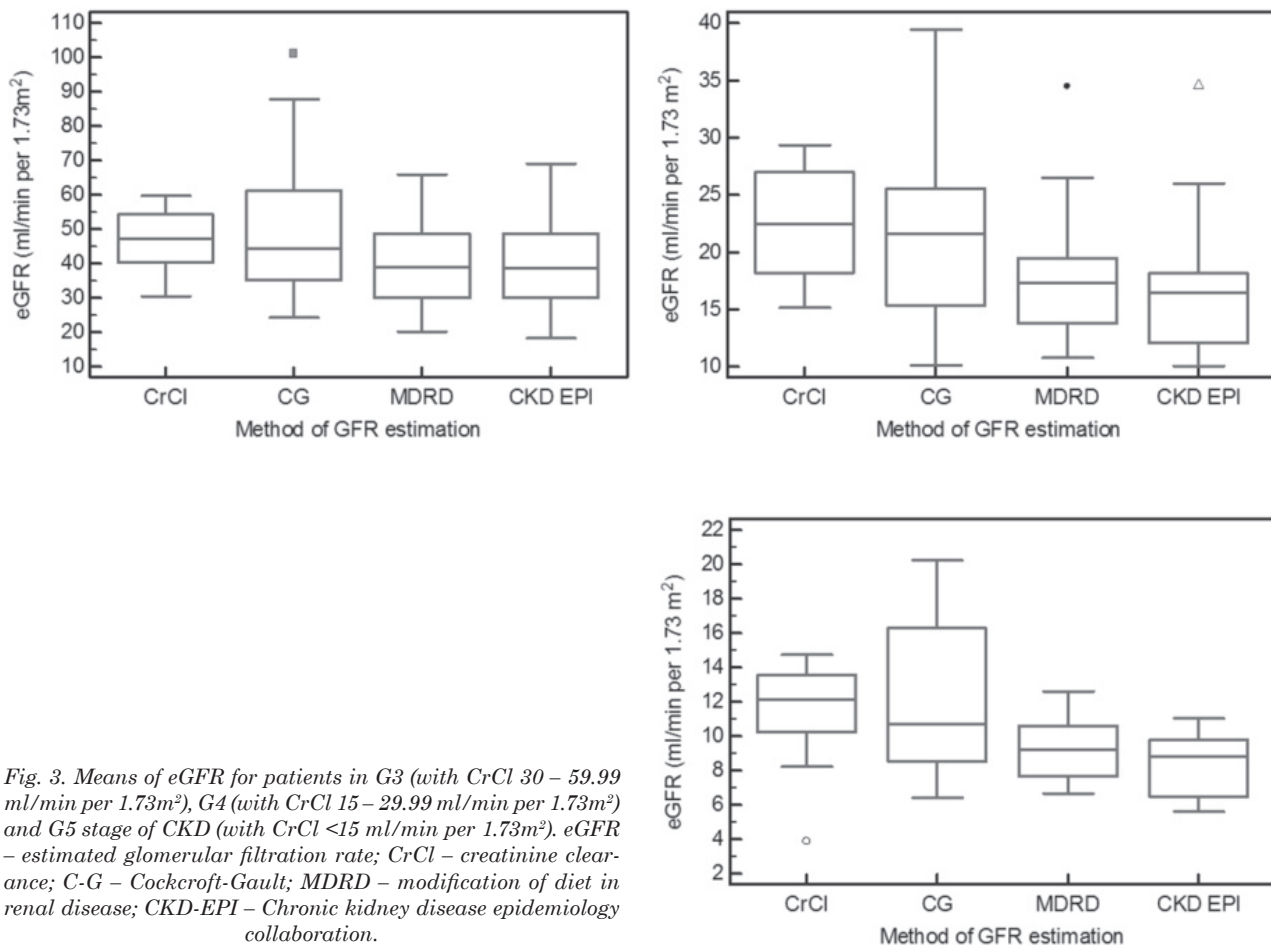 110
100
90
80
70
60
50
40
30
20
10
eGFR (ml/min per 1.73m²)
CrCl
CG
MDRD
CKD EPI
Method of GFR estimation
40
35
30
25
20
15
10
eGFR (ml/min per 1.73 m²)
CrCl
CG
MDRD
CKD EPI
Method of GFR estimation
22
20
18
16
14
12
10
8
6
4
2
eGFR (ml/min per 1.73 m²)
CrCl
CG
MDRD
CKD EPI
Method of GFR estimation
Fig. 3. Means of eGFR for patients in G3 (with CrCl 30 – 59.99
ml/min per 1.73m²), G4 (with CrCl 15 – 29.99 ml/min per 1.73m²)
and G5 stage of CKD (with CrCl <15 ml/min per 1.73m²). eGFR
– estimated glomerular filtration rate; CrCl – creatinine clear-
ance; C-G – Cockcroft-Gault; MDRD – modification of diet in
renal disease; CKD-EPI – Chronic kidney disease epidemiology
collaboration.